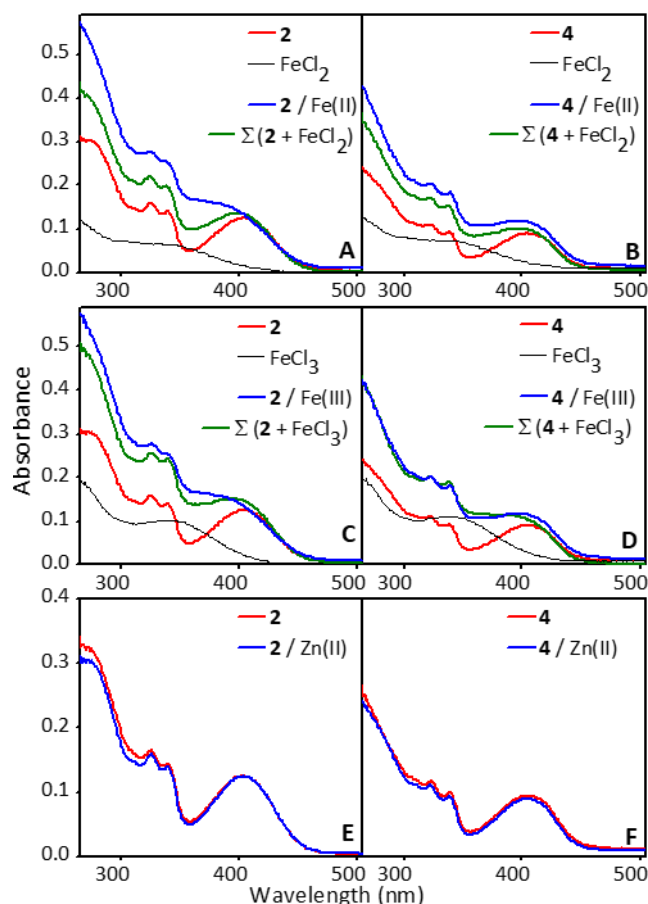 2
FeCl2
2 / Fe(II)
Σ (2 + FeCl2)
0.5
0.4
0.3
0.2
0.1
0.0
A
300
400
500
4
FeCl2
4 / Fe(II)
Σ (4 + FeCl2)
B
300
400
500
Absorbance
2
FeCl3
2 / Fe(III)
Σ (2 + FeCl3)
0.5
0.4
0.3
0.2
0.1
0.0
C
300
400
500
4
FeCl3
4 / Fe(III)
Σ (4 + FeCl3)
D
300
400
500
2
2 / Zn(II)
0.4
0.3
0.2
0.1
0.0
E
300
400
500
4
4 / Zn(II)
F
300
400
500
Wavelength (nm)